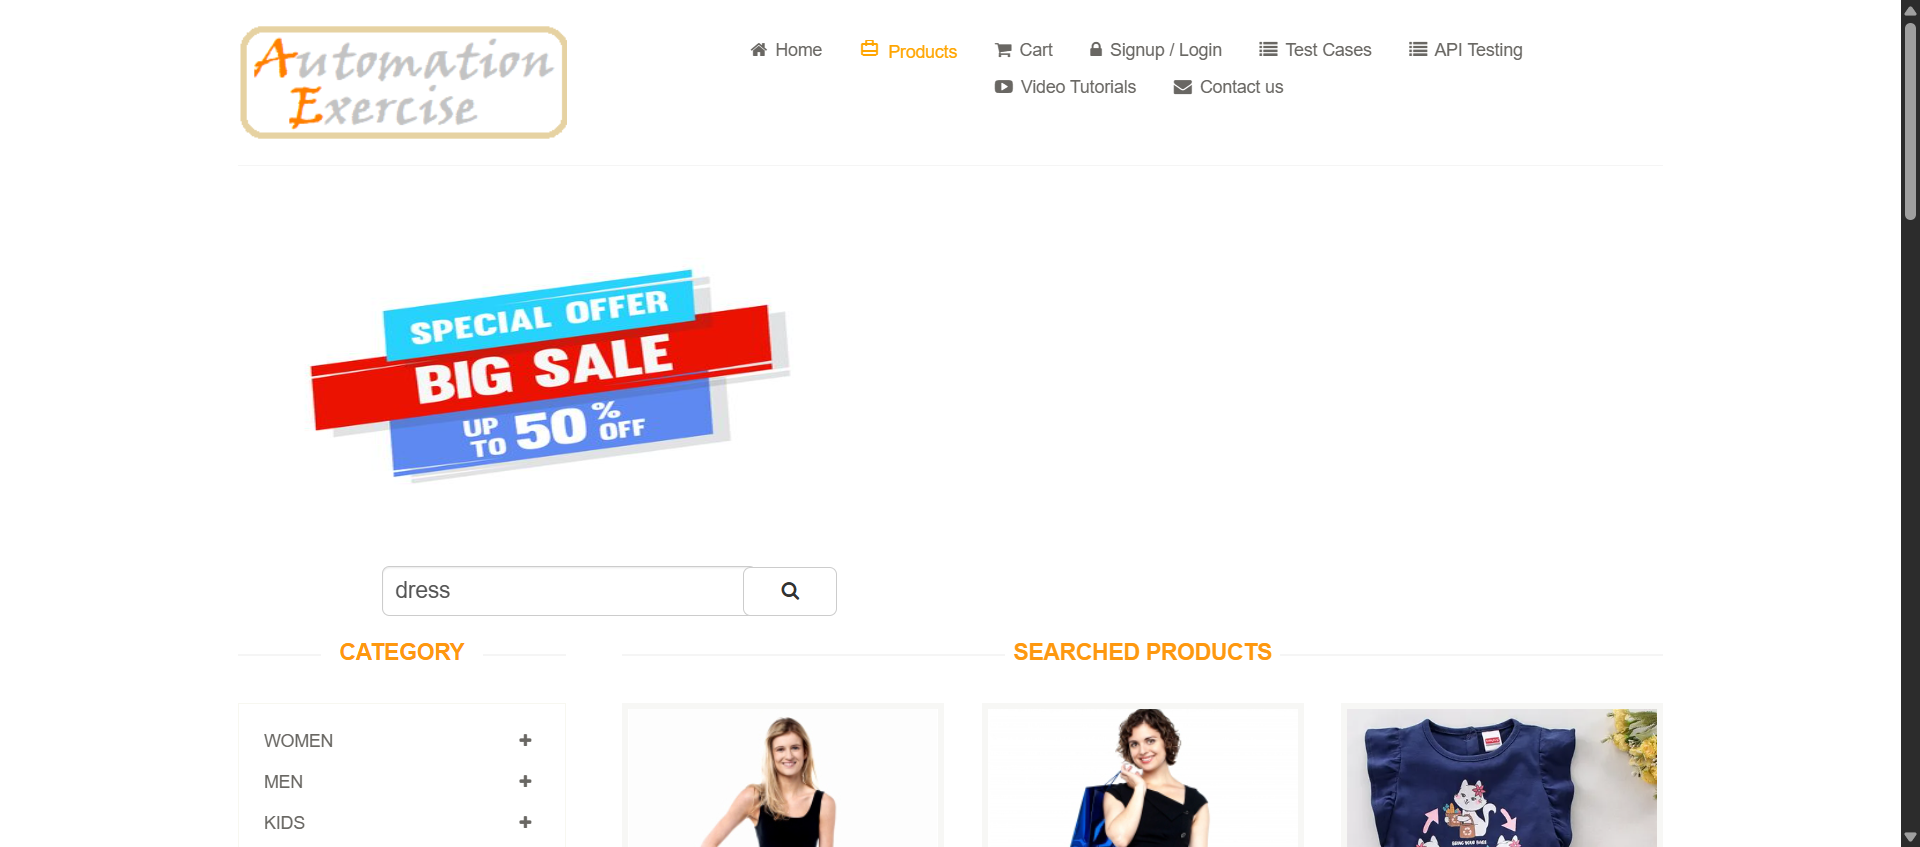 Automation
Exercise
Home
Products
Cart
Signup / Login
Test Cases
API Testing
Video Tutorials
Contact us
SPECIAL OFFER
BIG SALE
UP TO 50% OFF
dress
CATEGORY
SEARCHED PRODUCTS
WOMEN
MEN
KIDS